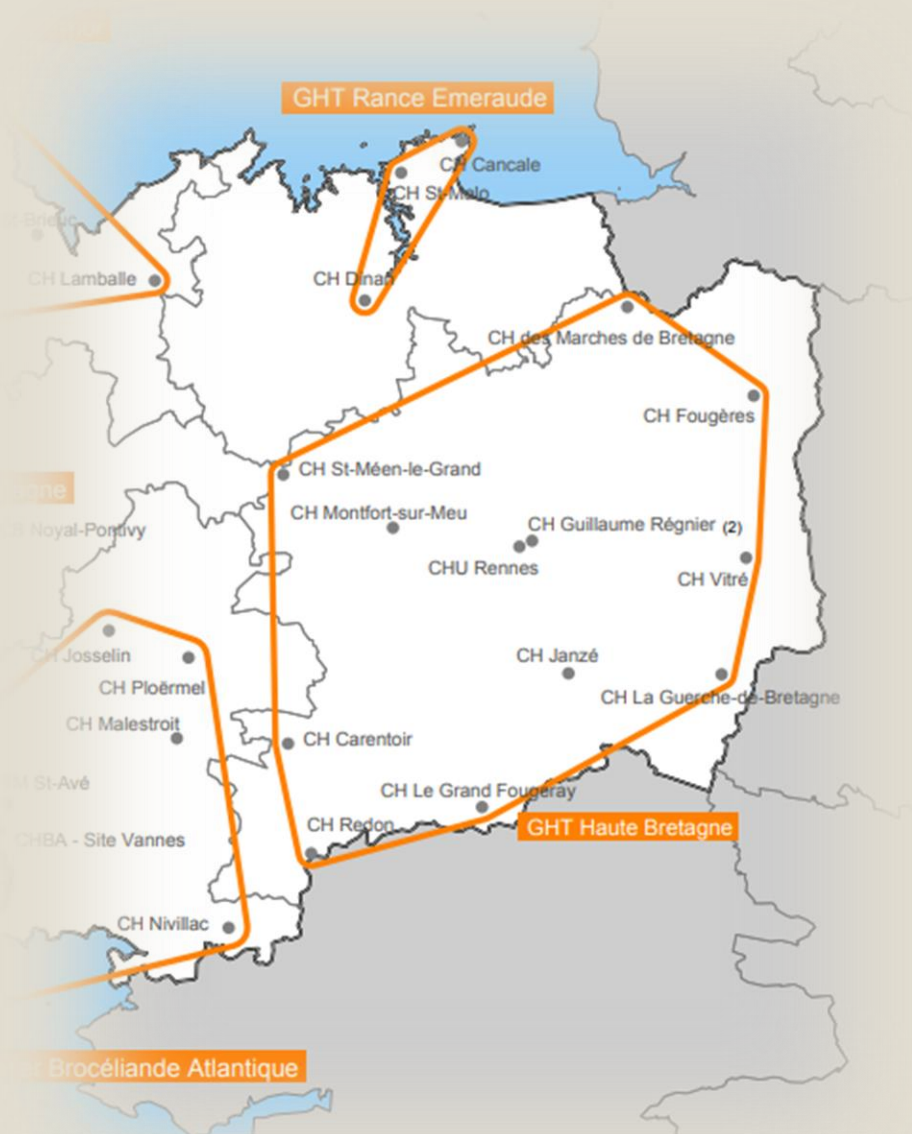 GHT Rance Emeraude
CH Cancale
CH St-Malo
Brieuc
CH Lamballe
CH Dinan
CH des Marches de Bretagne
CH Fougères
CH St-Méen-le-Grand
CH Montfort-sur-Meu
CH Guillaume Régnier (2)
Noyal-Pontivy
CHU Rennes
CH Vitré
CH Josselin
CH Janzé
CH Ploërmel
CH La Guerche-de-Bretagne
CH Malestroit
CH Carentoir
St-Avé
CH Le Grand Fougeray
CH Redon
GHT Haute Bretagne
CHBA - Site Vannes
CH Nivillac
Brocéliande Atlantique